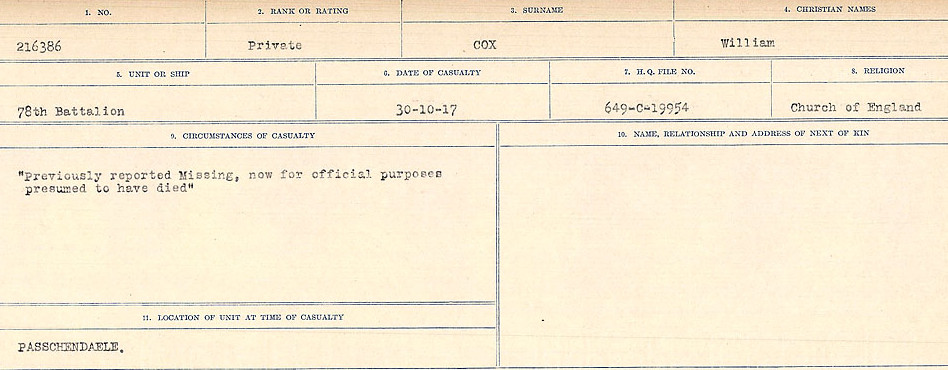 1. NO.
2. RANK OR RATING
3. SURNAME
4. CHRISTIAN NAMES
216386
Private
COX
William
5. UNIT OR SHIP
6. DATE OF CASUALTY
7. H.Q. FILE NO.
8. RELIGION
78th Battalion
30-10-17
649-C-19954
Church of England
9. CIRCUMSTANCES OF CASUALTY
10. NAME, RELATIONSHIP AND ADDRESS OF NEXT OF KIN
"Previously reported Missing, now for official purposes
presumed to have died"
11. LOCATION OF UNIT AT TIME OF CASUALTY
PASSCHENDAELE.